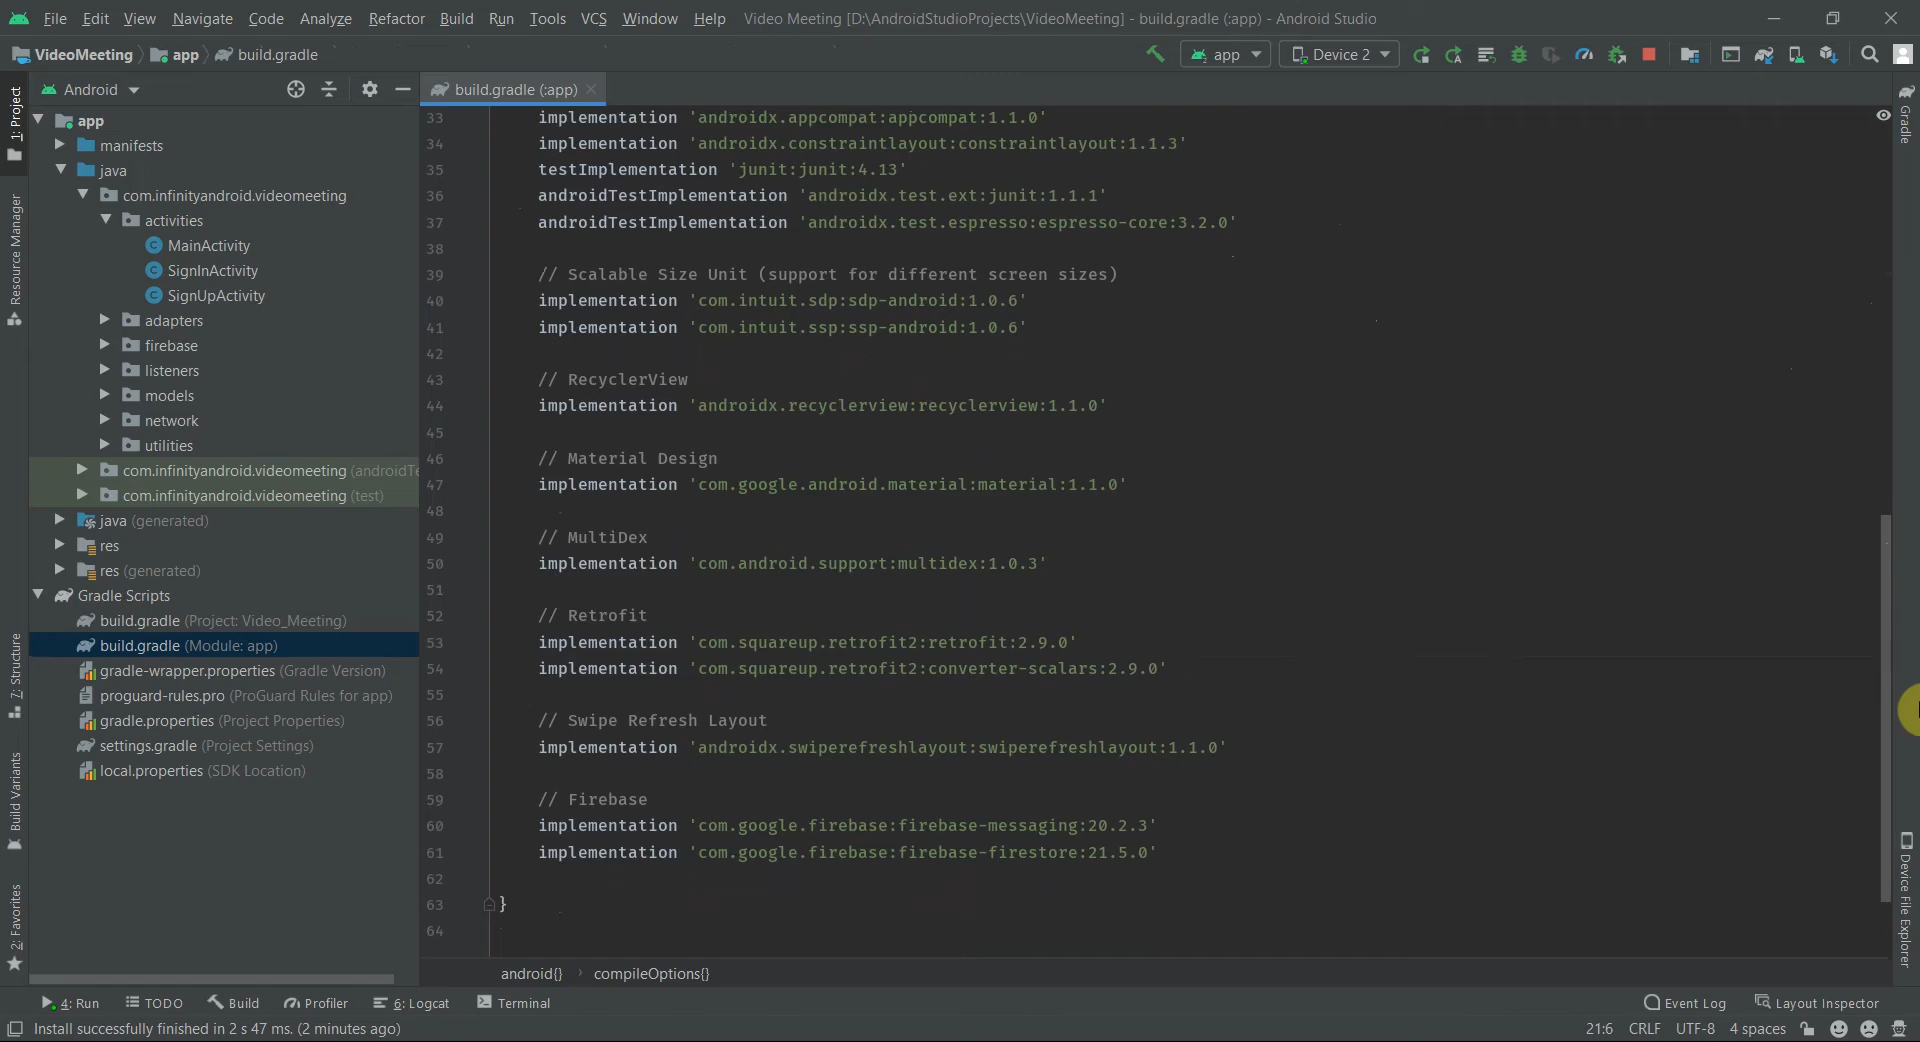 File Edit View Navigate Code Analyze Refactor Build Run Tools VCS Window Help Video Meeting [D:\AndroidStudioProjects\VideoMeeting] - build.gradle (:app) - Android Studio
VideoMeeting app build.gradle app Device 2
Android build.gradle (:app)
1: Project
Resource Manager
7: Structure
Build Variants
2: Favorites
app
manifests
java
com.infinityandroid.videomeeting
activities
MainActivity
SignInActivity
SignUpActivity
adapters
firebase
listeners
models
network
utilities
com.infinityandroid.videomeeting (androidTe
com.infinityandroid.videomeeting (test)
java (generated)
res
res (generated)
Gradle Scripts
build.gradle (Project: Video_Meeting)
build.gradle (Module: app)
gradle-wrapper.properties (Gradle Version)
proguard-rules.pro (ProGuard Rules for app)
gradle.properties (Project Properties)
settings.gradle (Project Settings)
local.properties (SDK Location)
33 implementation 'androidx.appcompat:appcompat:1.1.0'
34 implementation 'androidx.constraintlayout:constraintlayout:1.1.3'
35 testImplementation 'junit:junit:4.13'
36 androidTestImplementation 'androidx.test.ext:junit:1.1.1'
37 androidTestImplementation 'androidx.test.espresso:espresso-core:3.2.0'
38
39 // Scalable Size Unit (support for different screen sizes)
40 implementation 'com.intuit.sdp:sdp-android:1.0.6'
41 implementation 'com.intuit.ssp:ssp-android:1.0.6'
42
43 // RecyclerView
44 implementation 'androidx.recyclerview:recyclerview:1.1.0'
45
46 // Material Design
47 implementation 'com.google.android.material:material:1.1.0'
48
49 // MultiDex
50 implementation 'com.android.support:multidex:1.0.3'
51
52 // Retrofit
53 implementation 'com.squareup.retrofit2:retrofit:2.9.0'
54 implementation 'com.squareup.retrofit2:converter-scalars:2.9.0'
55
56 // Swipe Refresh Layout
57 implementation 'androidx.swiperefreshlayout:swiperefreshlayout:1.1.0'
58
59 // Firebase
60 implementation 'com.google.firebase:firebase-messaging:20.2.3'
61 implementation 'com.google.firebase:firebase-firestore:21.5.0'
62
63 }
64
android{} › compileOptions{}
Gradle
Device File Explorer
4: Run TODO Build Profiler 6: Logcat Terminal Event Log Layout Inspector
Install successfully finished in 2 s 47 ms. (2 minutes ago) 21:6 CRLF UTF-8 4 spaces